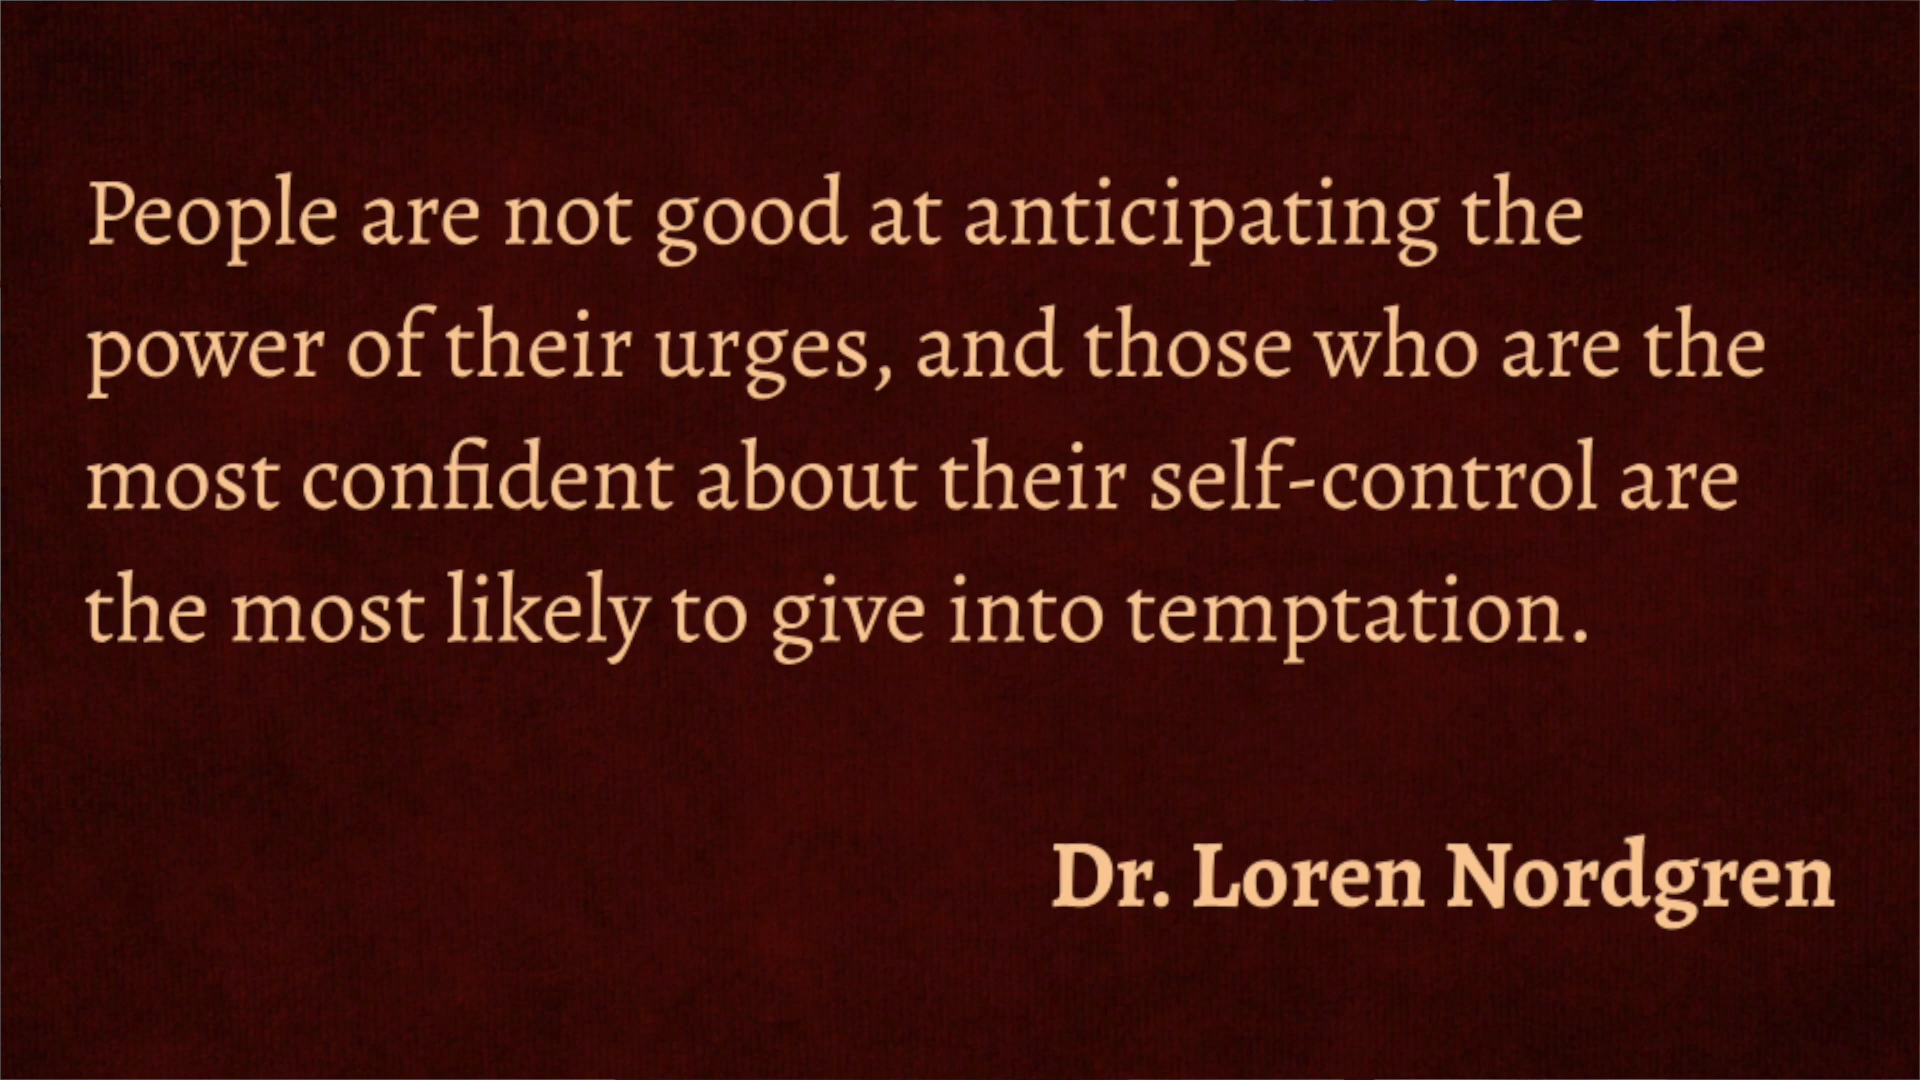 People are not good at anticipating the
power of their urges, and those who are the
most confident about their self-control are
the most likely to give into temptation.
Dr. Loren Nordgren